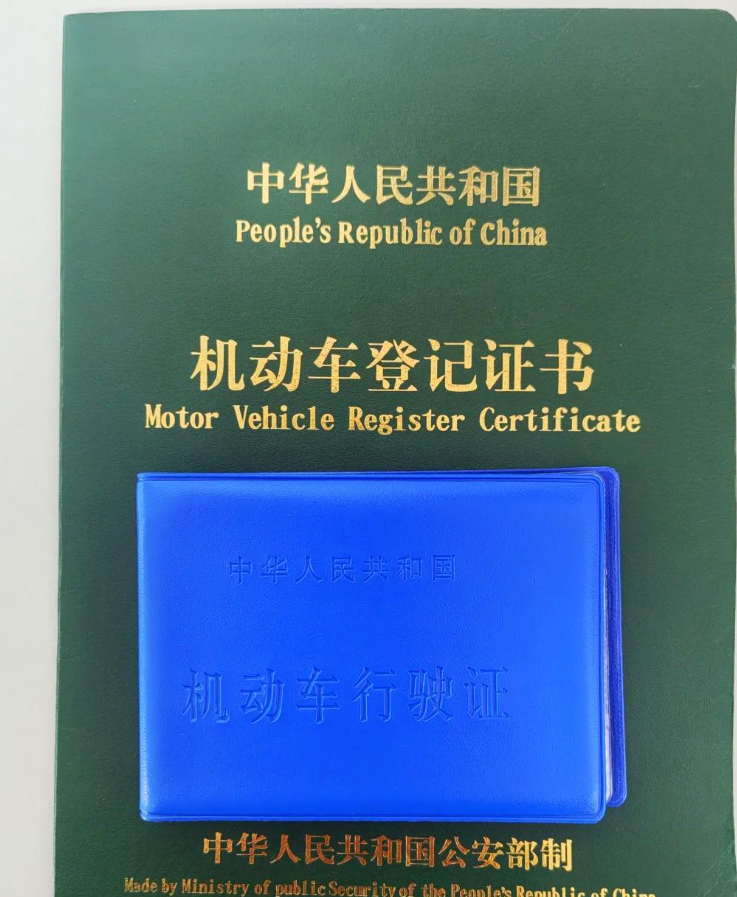 中华人民共和国
People's Republic of China
机动车登记证书
Motor Vehicle Register Certificate
中华人民共和国
机动车行驶证
中华人民共和国公安部制
Made by Ministry of public Security of the People's Republic of China